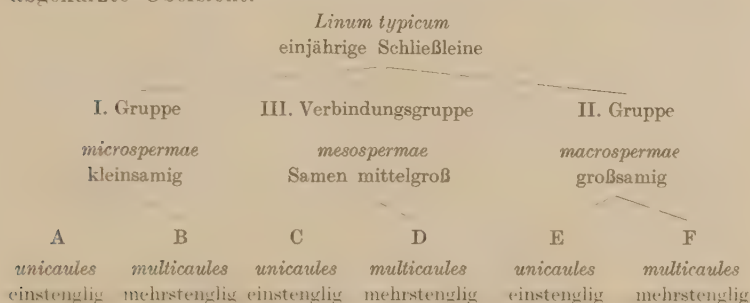 Linum typicum
einjährige Schließleine
I. Gruppe III. Verbindungsgruppe II. Gruppe
microspermae mesospermae macrospermae
kleinsamig Samen mittelgroß großsamig
A B C D E F
unicaules multicaules unicaules multicaules unicaules multicaules
einstenglig mehrstenglig einstenglig mehrstenglig einstenglig mehrstenglig